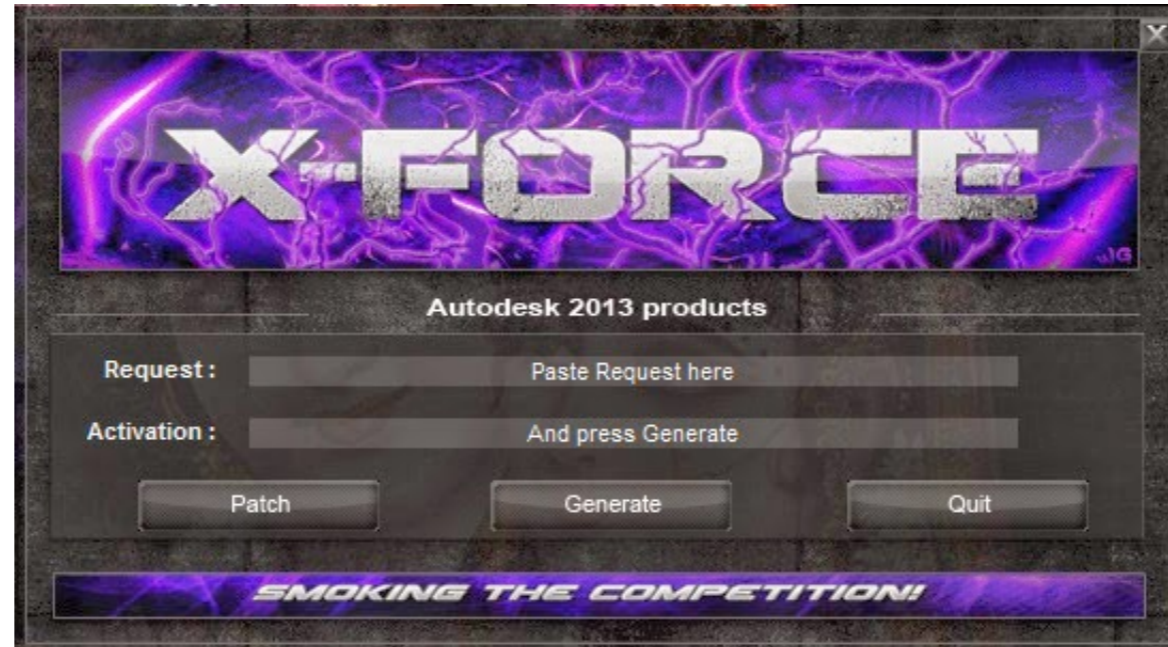 X
X-FORCE
Autodesk 2013 products
Request : Paste Request here
Activation : And press Generate
Patch Generate Quit
SMOKING THE COMPETITION!